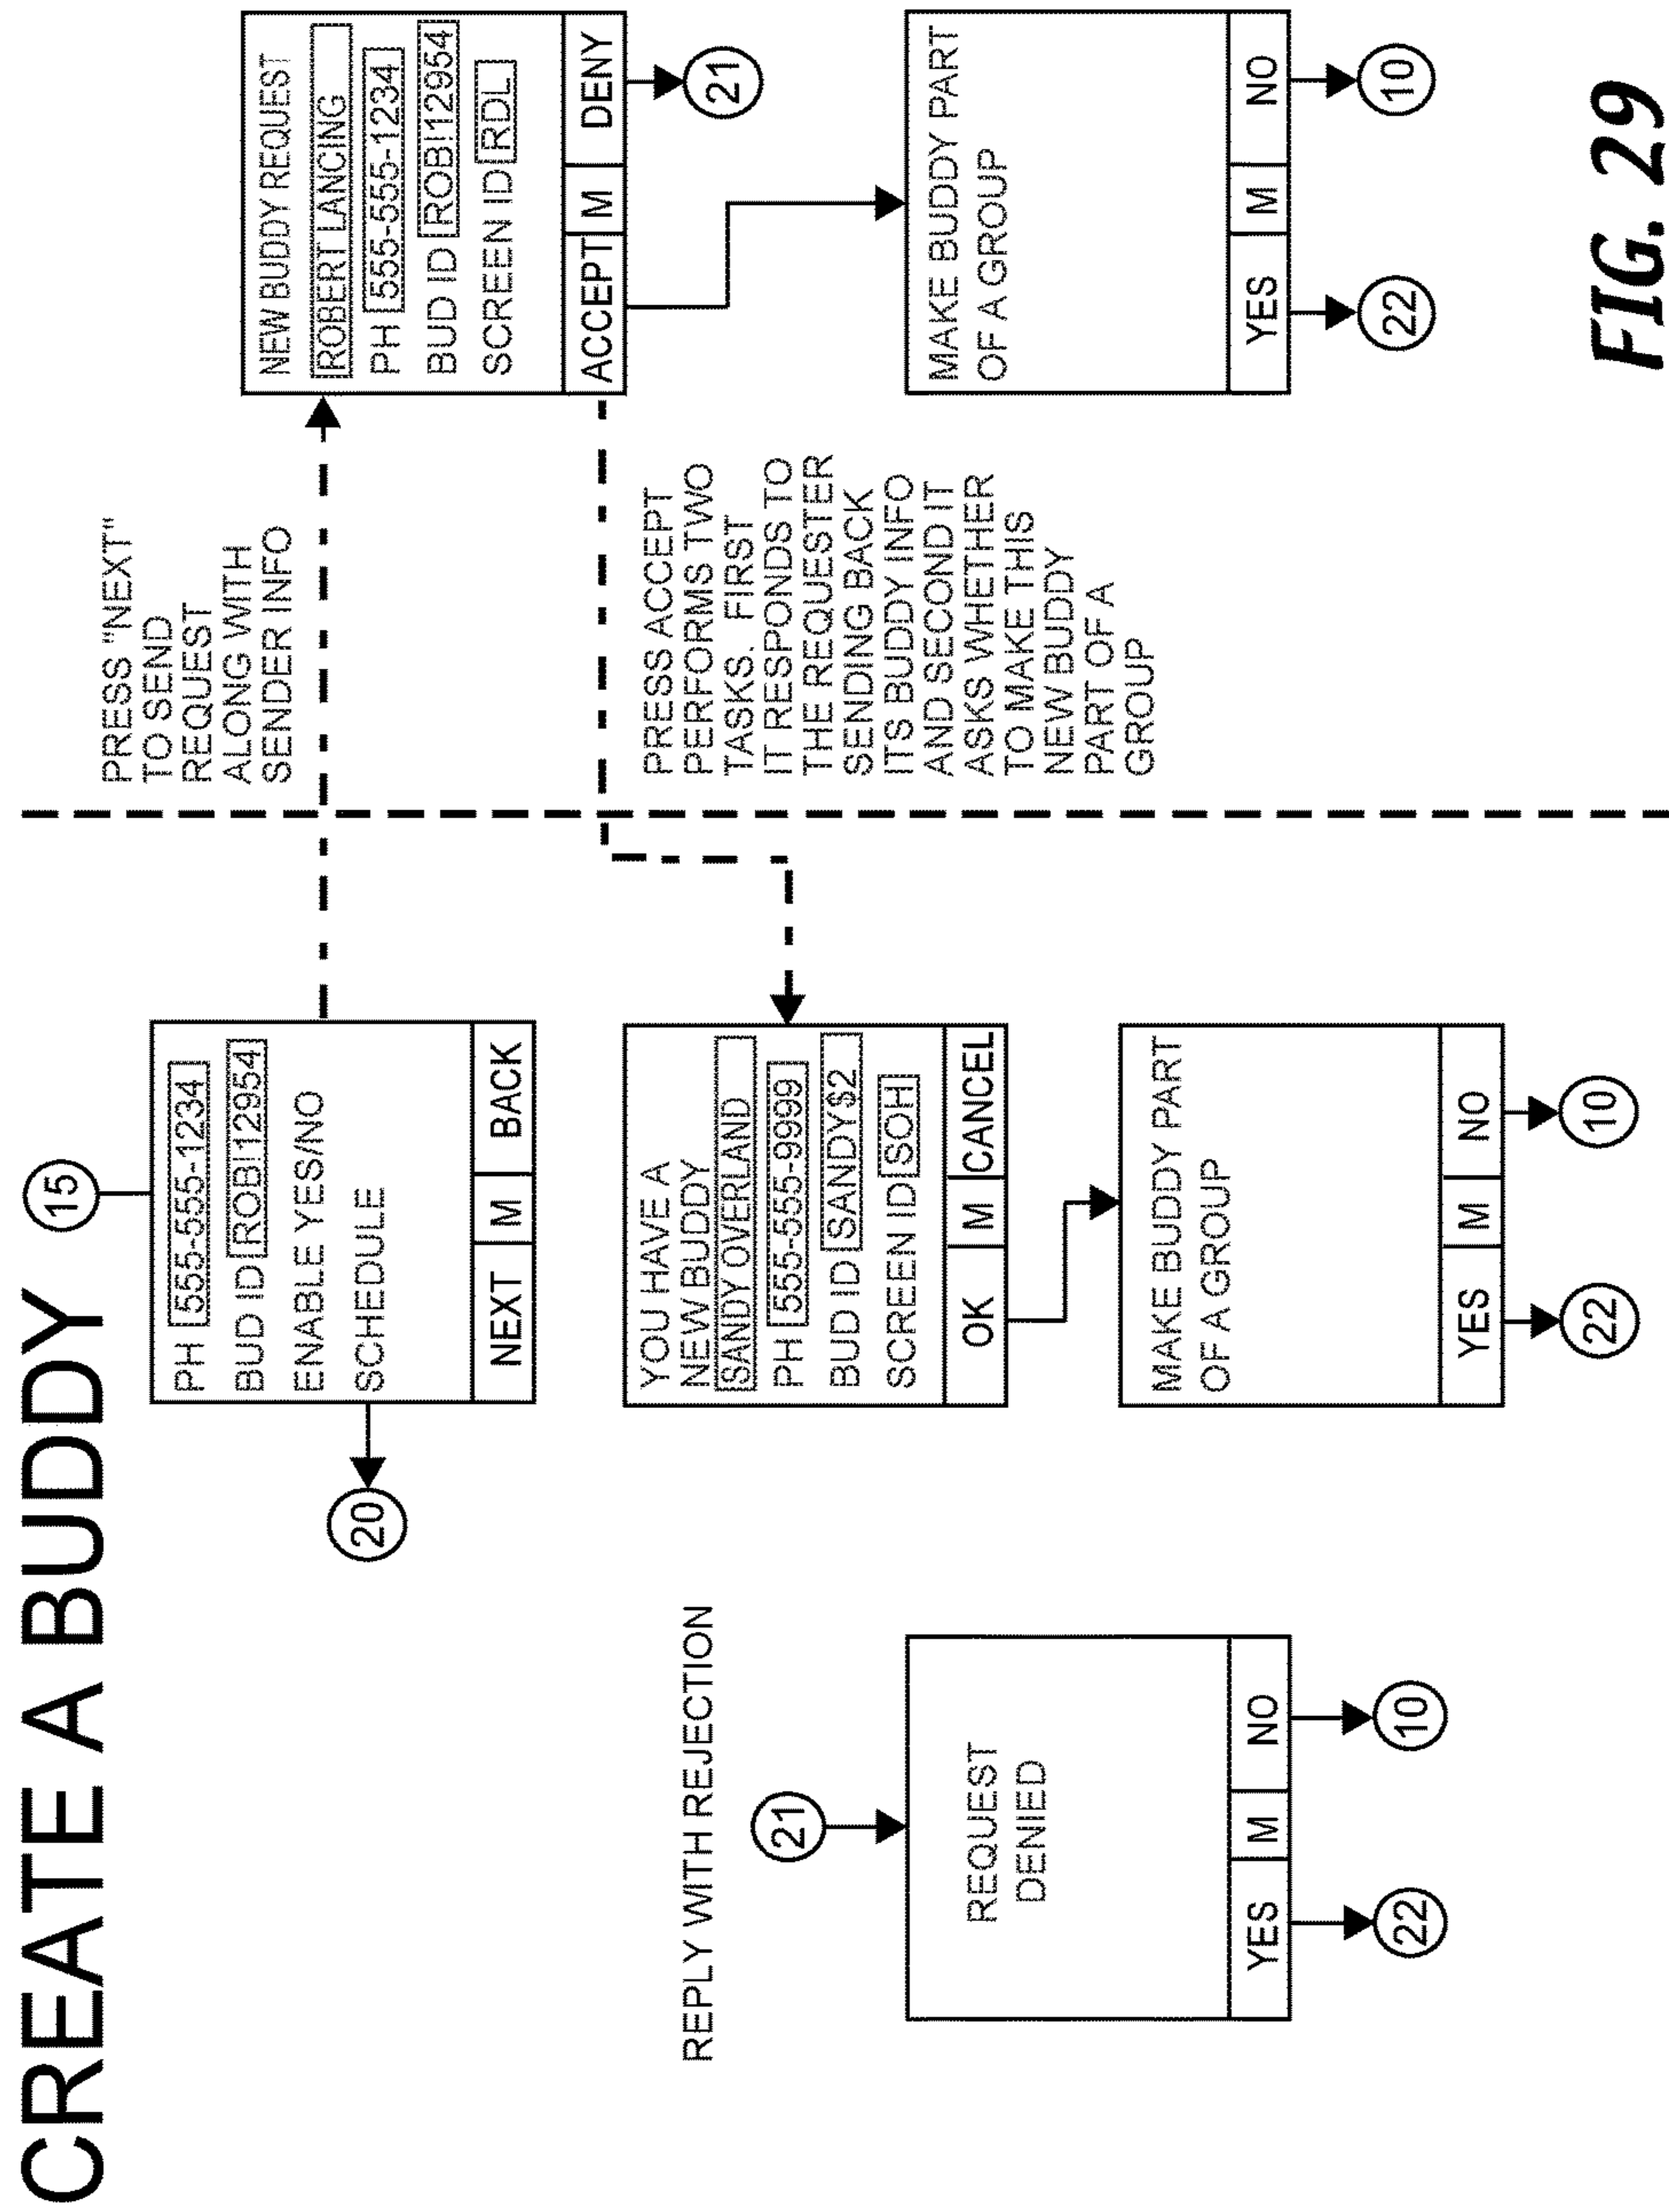 CREATE A BUDDY
15
PH 555-555-1234
BUD ID ROB!12954
ENABLE YES/NO
SCHEDULE
NEXT M BACK
20
PRESS "NEXT"
TO SEND
REQUEST
ALONG WITH
SENDER INFO
NEW BUDDY REQUEST
ROBERT LANCING
PH 555-555-1234
BUD ID ROB!12954
SCREEN ID RDL
ACCEPT M DENY
21
PRESS ACCEPT
PERFORMS TWO
TASKS. FIRST
IT RESPONDS TO
THE REQUESTER
SENDING BACK
ITS BUDDY INFO
AND SECOND IT
ASKS WHETHER
TO MAKE THIS
NEW BUDDY
PART OF A
GROUP
YOU HAVE A
NEW BUDDY
SANDY OVERLAND
PH 555-555-9999
BUD ID SANDY$2
SCREEN ID SOH
OK M CANCEL
MAKE BUDDY PART
OF A GROUP
YES M NO
22 10
MAKE BUDDY PART
OF A GROUP
YES M NO
22 10
REPLY WITH REJECTION
21
REQUEST
DENIED
YES M NO
22 10
FIG. 29